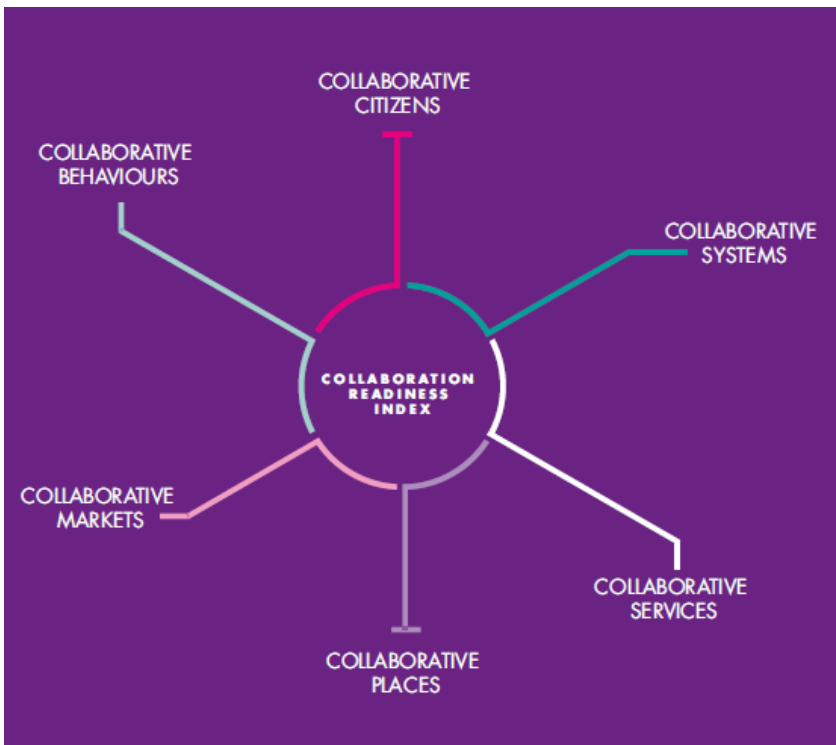 COLLABORATIVE
CITIZENS
COLLABORATIVE
BEHAVIOURS
COLLABORATIVE
SYSTEMS
COLLABORATION
READINESS
INDEX
COLLABORATIVE
MARKETS
COLLABORATIVE
SERVICES
COLLABORATIVE
PLACES